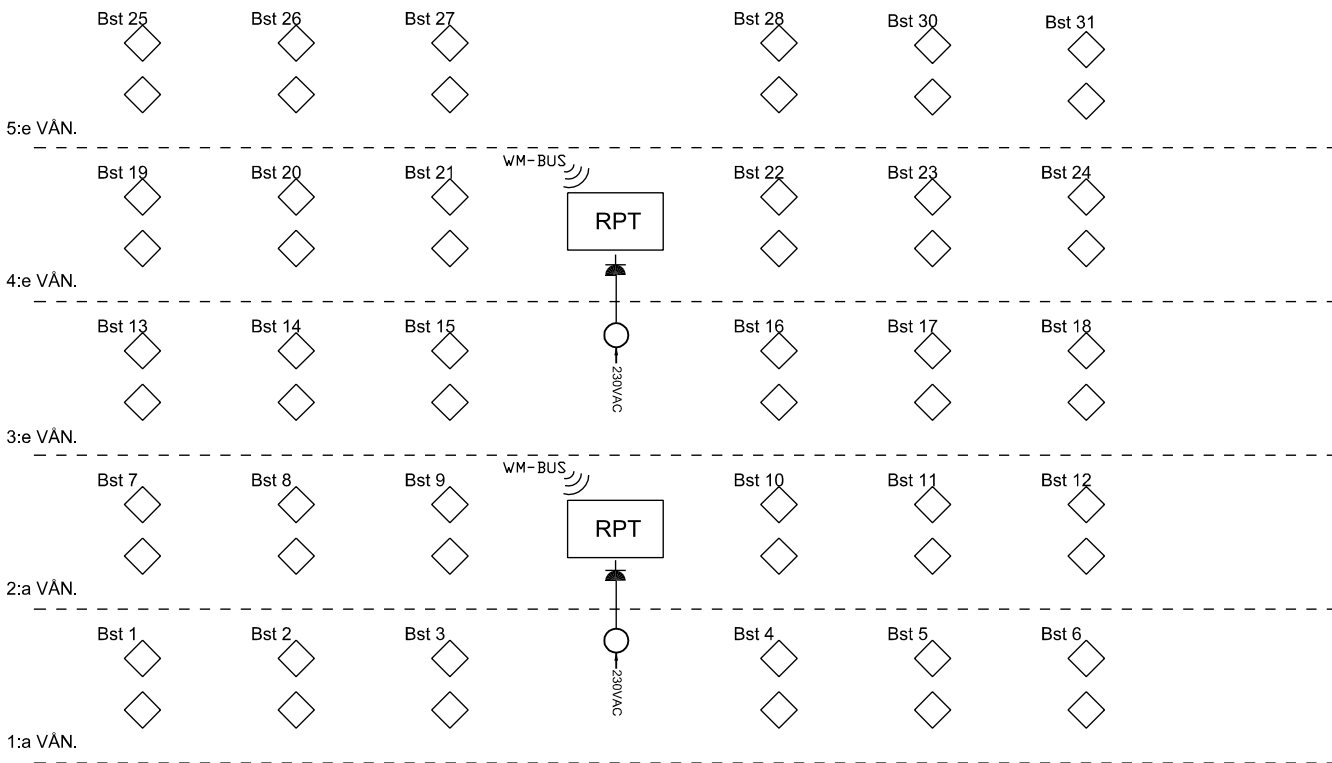 Bst 25 Bst 26 Bst 27 Bst 28 Bst 30 Bst 31
5:e VÅN.
WM-BUS
Bst 19 Bst 20 Bst 21 Bst 22 Bst 23 Bst 24
RPT
4:e VÅN.
Bst 13 Bst 14 Bst 15 Bst 16 Bst 17 Bst 18
230VAC
3:e VÅN.
WM-BUS
Bst 7 Bst 8 Bst 9 Bst 10 Bst 11 Bst 12
RPT
2:a VÅN.
Bst 1 Bst 2 Bst 3 Bst 4 Bst 5 Bst 6
230VAC
1:a VÅN.